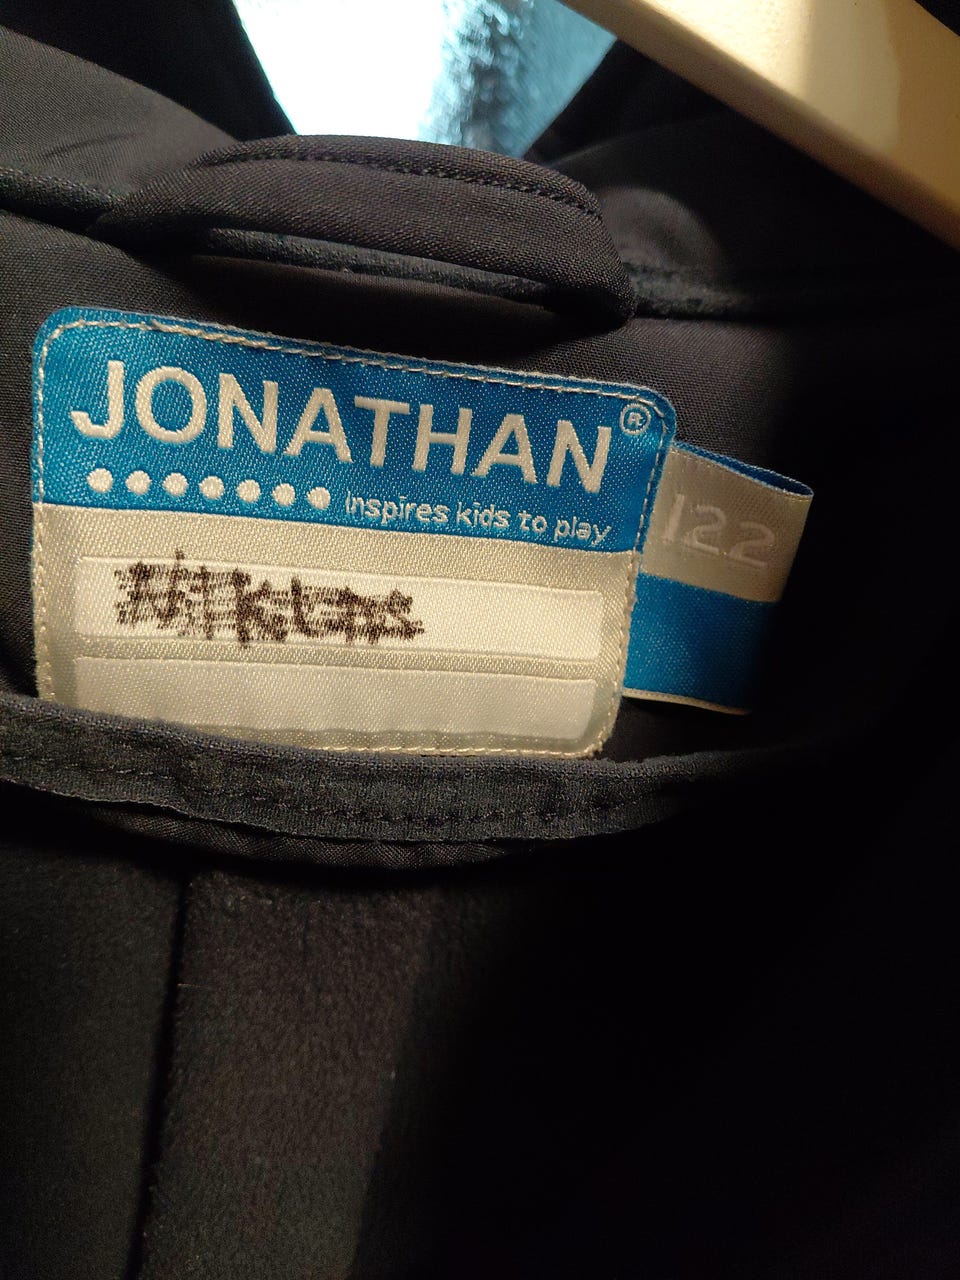 JONATHAN®
Inspires kids to play
122